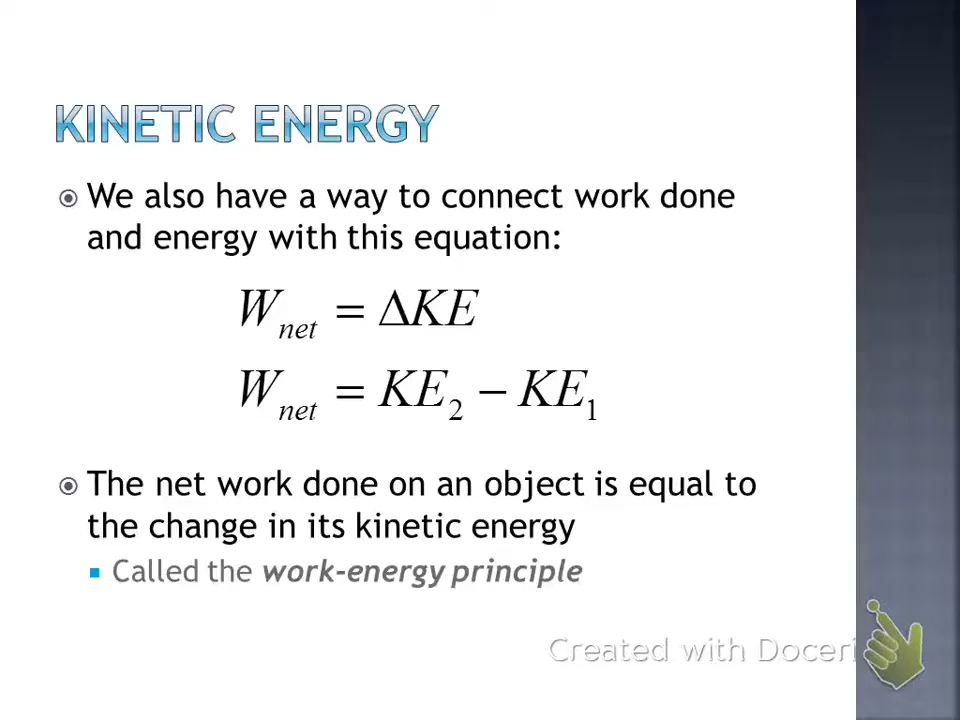 KINETIC ENERGY
We also have a way to connect work done
and energy with this equation:
W_net = ΔKE
W_net = KE_2 − KE_1
The net work done on an object is equal to
the change in its kinetic energy
Called the work-energy principle
Created with Doceri